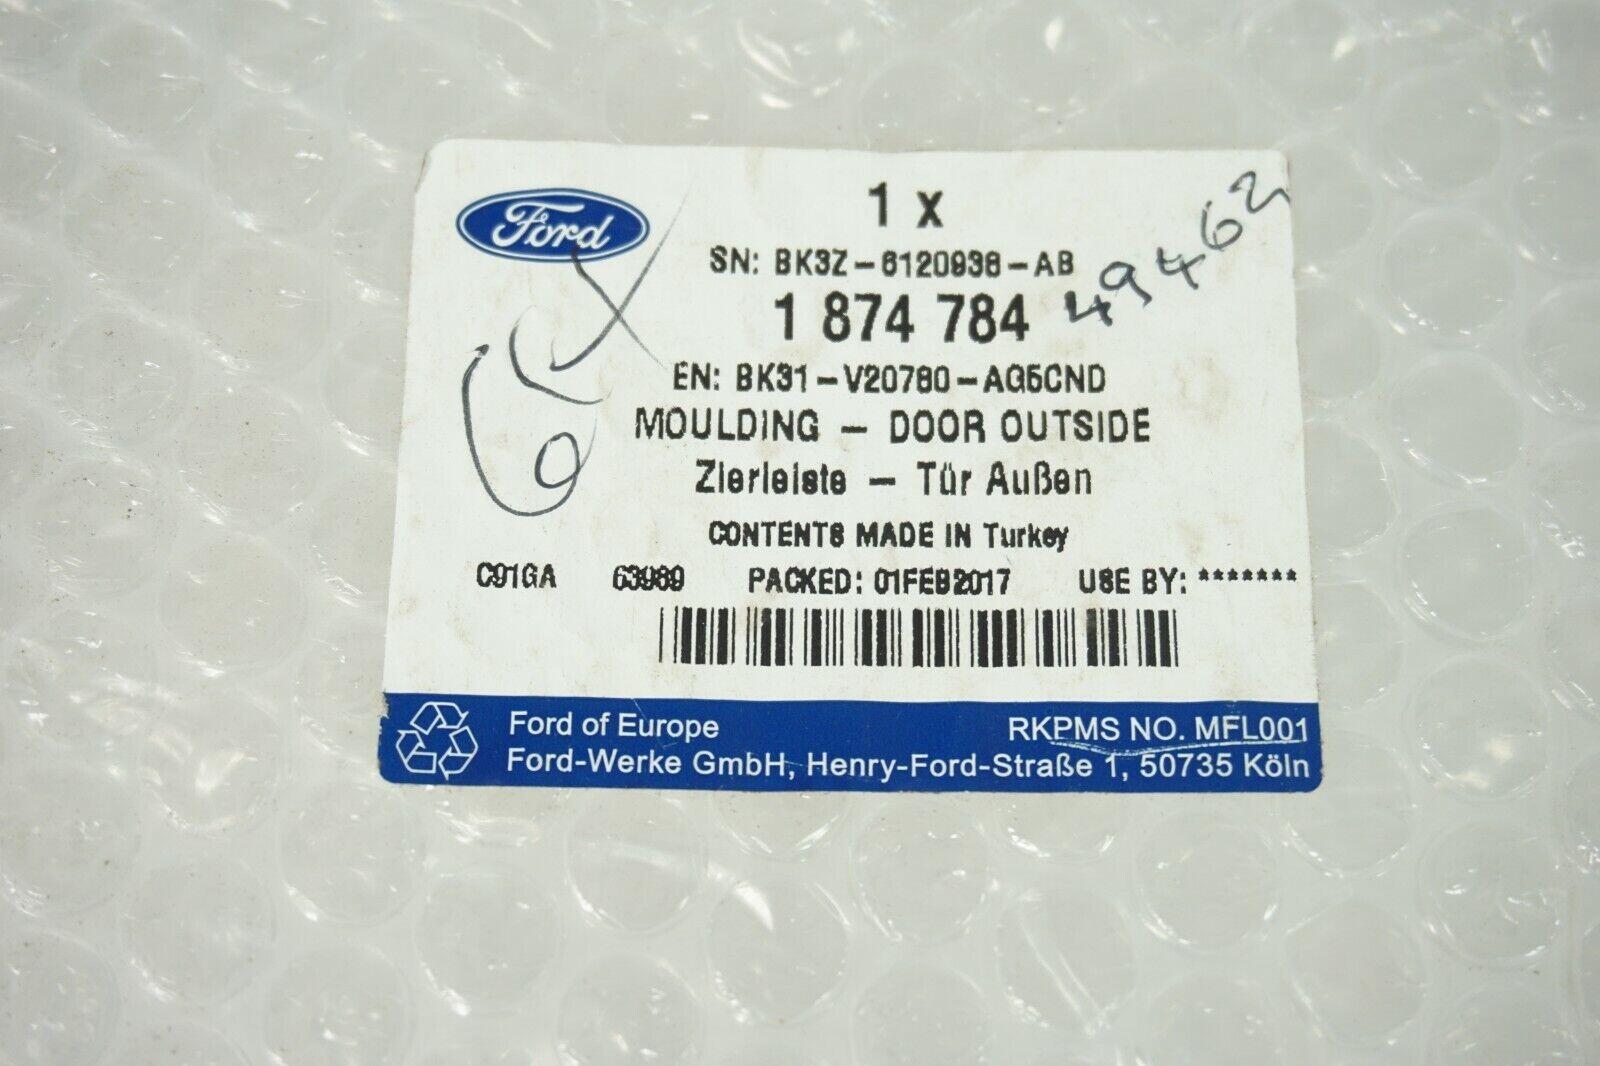 Ford
1 x
SN: BK3Z-6120938-AB
1 874 784
49462
EN: BK31-V20780-AG5CND
MOULDING - DOOR OUTSIDE
Zierleiste - Tür Außen
CONTENTS MADE IN Turkey
C91GA 63989 PACKED: 01FEB2017 USE BY: *******
Ford of Europe RKPMS NO. MFL001
Ford-Werke GmbH, Henry-Ford-Straße 1, 50735 Köln